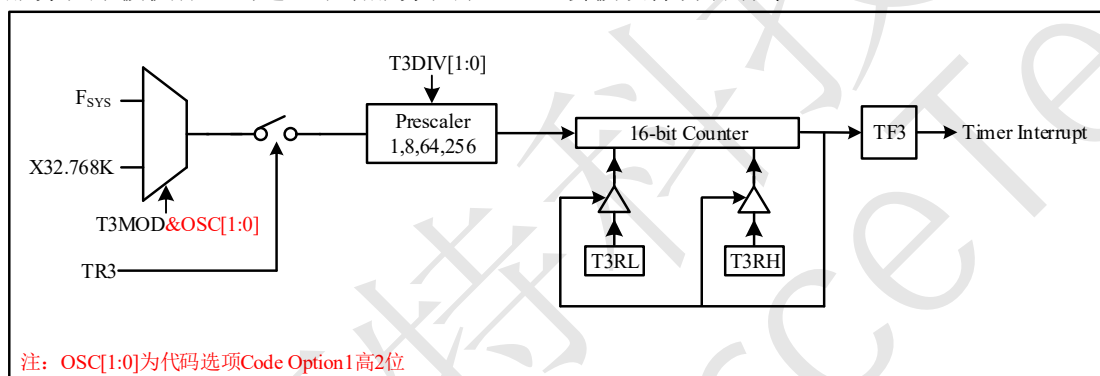 T3DIV[1:0]
F_SYS
Prescaler
1,8,64,256
16-bit Counter
TF3
Timer Interrupt
X32.768K
T3MOD&OSC[1:0]
T3RL
T3RH
TR3
注：OSC[1:0]为代码选项Code Option1高2位